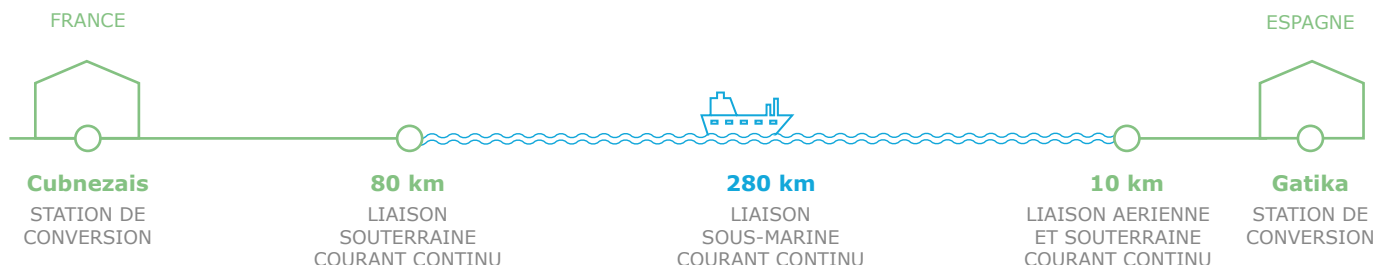 FRANCE
ESPAGNE
Cubnezais
STATION DE
CONVERSION
80 km
LIAISON
SOUTERRAINE
COURANT CONTINU
280 km
LIAISON
SOUS-MARINE
COURANT CONTINU
10 km
LIAISON AERIENNE
ET SOUTERRAINE
COURANT CONTINU
Gatika
STATION DE
CONVERSION